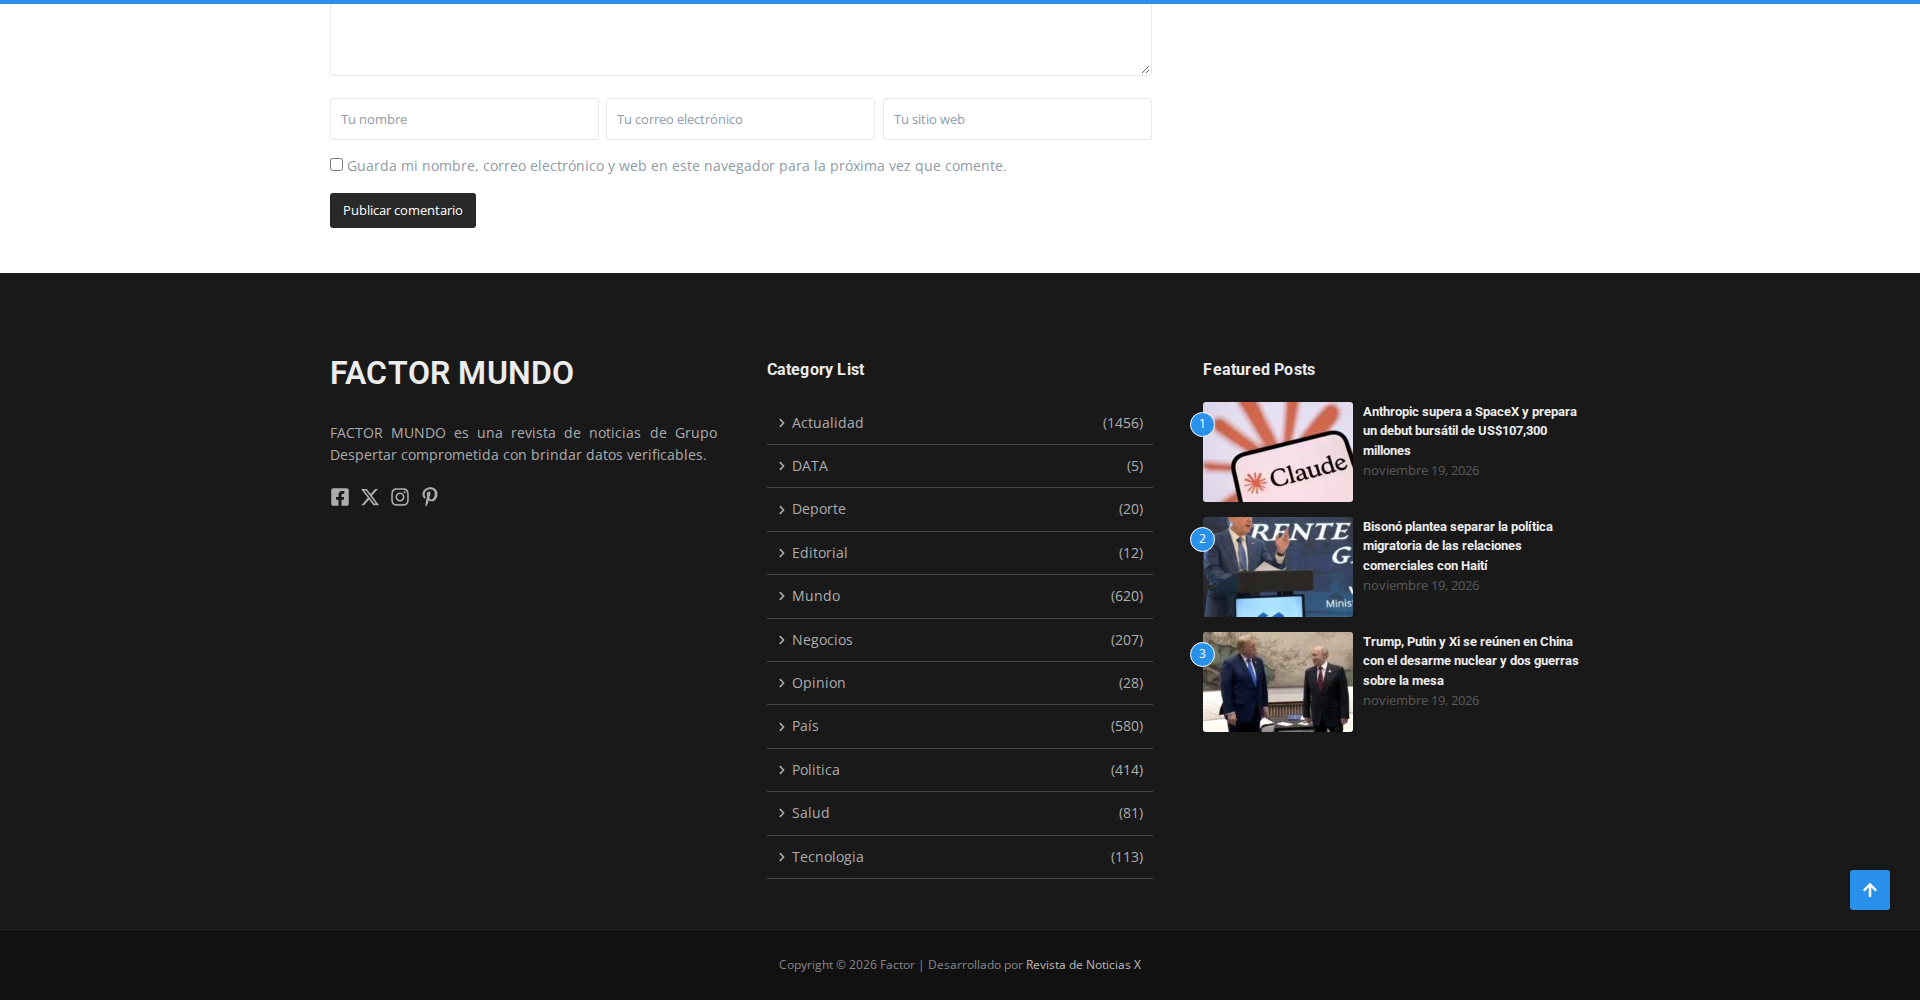 Tu nombre
Tu correo electrónico
Tu sitio web
Guarda mi nombre, correo electrónico y web en este navegador para la próxima vez que comente.
Publicar comentario
FACTOR MUNDO
FACTOR MUNDO es una revista de noticias de Grupo
Despertar comprometida con brindar datos verificables.
Category List
Actualidad (1456)
DATA (5)
Deporte (20)
Editorial (12)
Mundo (620)
Negocios (207)
Opinion (28)
País (580)
Politica (414)
Salud (81)
Tecnologia (113)
Featured Posts
1
Claude
Anthropic supera a SpaceX y prepara
un debut bursátil de US$107,300
millones
noviembre 19, 2026
2
RENTE
G
Minis
Bisonó plantea separar la política
migratoria de las relaciones
comerciales con Haití
noviembre 19, 2026
3
Trump, Putin y Xi se reúnen en China
con el desarme nuclear y dos guerras
sobre la mesa
noviembre 19, 2026
Copyright © 2026 Factor | Desarrollado por Revista de Noticias X